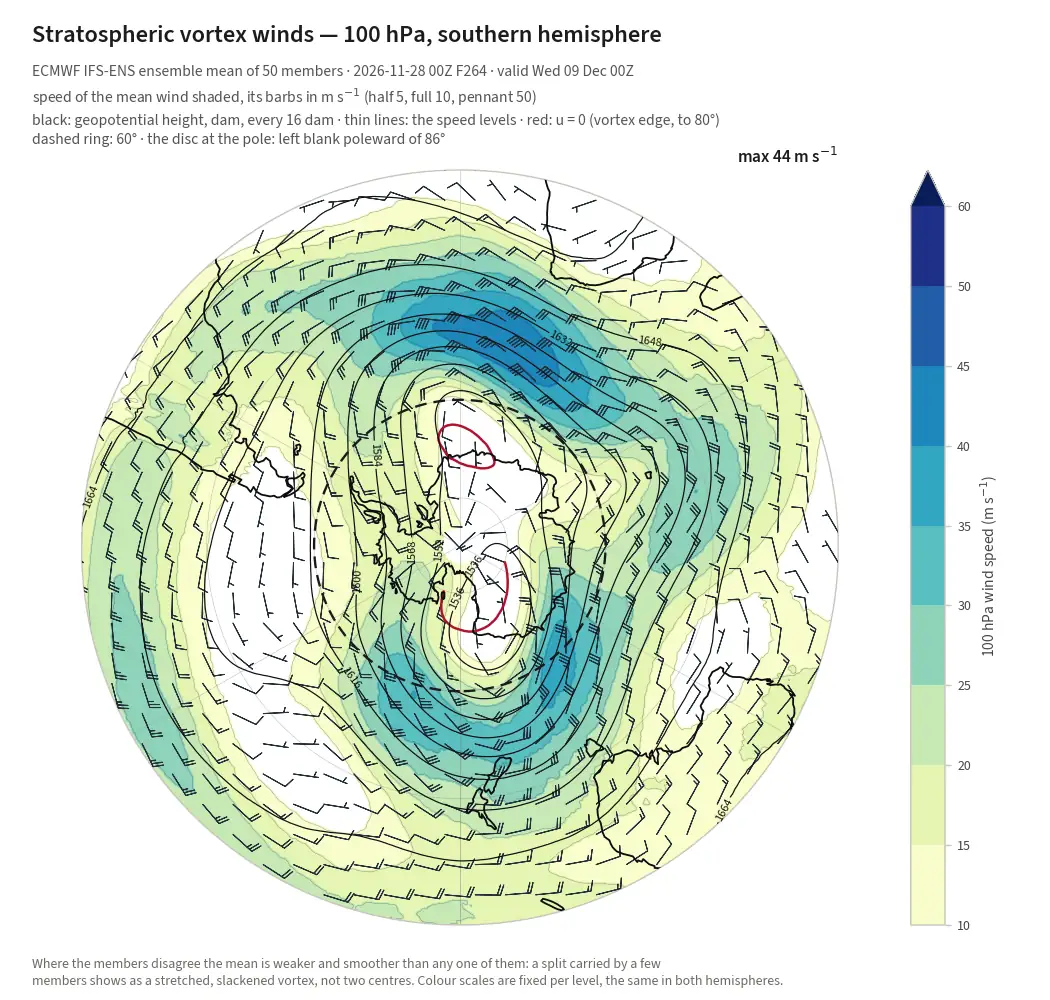 Stratospheric vortex winds — 100 hPa, southern hemisphere
ECMWF IFS-ENS ensemble mean of 50 members · 2026-11-28 00Z F264 · valid Wed 09 Dec 00Z
speed of the mean wind shaded, its barbs in m s⁻¹ (half 5, full 10, pennant 50)
black: geopotential height, dam, every 16 dam · thin lines: the speed levels · red: u = 0 (vortex edge, to 80°)
dashed ring: 60° · the disc at the pole: left blank poleward of 86°
max 44 m s⁻¹
60
50
45
40
35
30
25
20
15
10
100 hPa wind speed (m s⁻¹)
1632
1648
1584
1664
1568
1552
1536
1536
1600
1616
1664
Where the members disagree the mean is weaker and smoother than any one of them: a split carried by a few
members shows as a stretched, slackened vortex, not two centres. Colour scales are fixed per level, the same in both hemispheres.